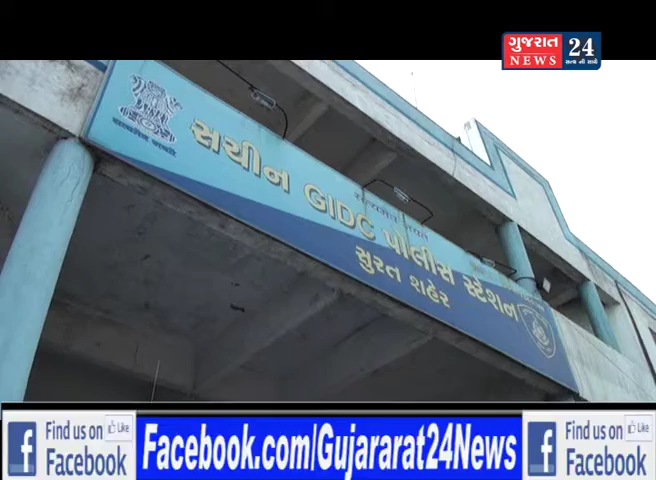 ગુજરાત
NEWS
24
સત્ય ની સાથે
સચીન GIDC પોલીસ સ્ટેશન
સુરત શહેર
Find us on
Facebook
Like
Facebook.com/Gujararat24News
Find us on
Facebook
Like